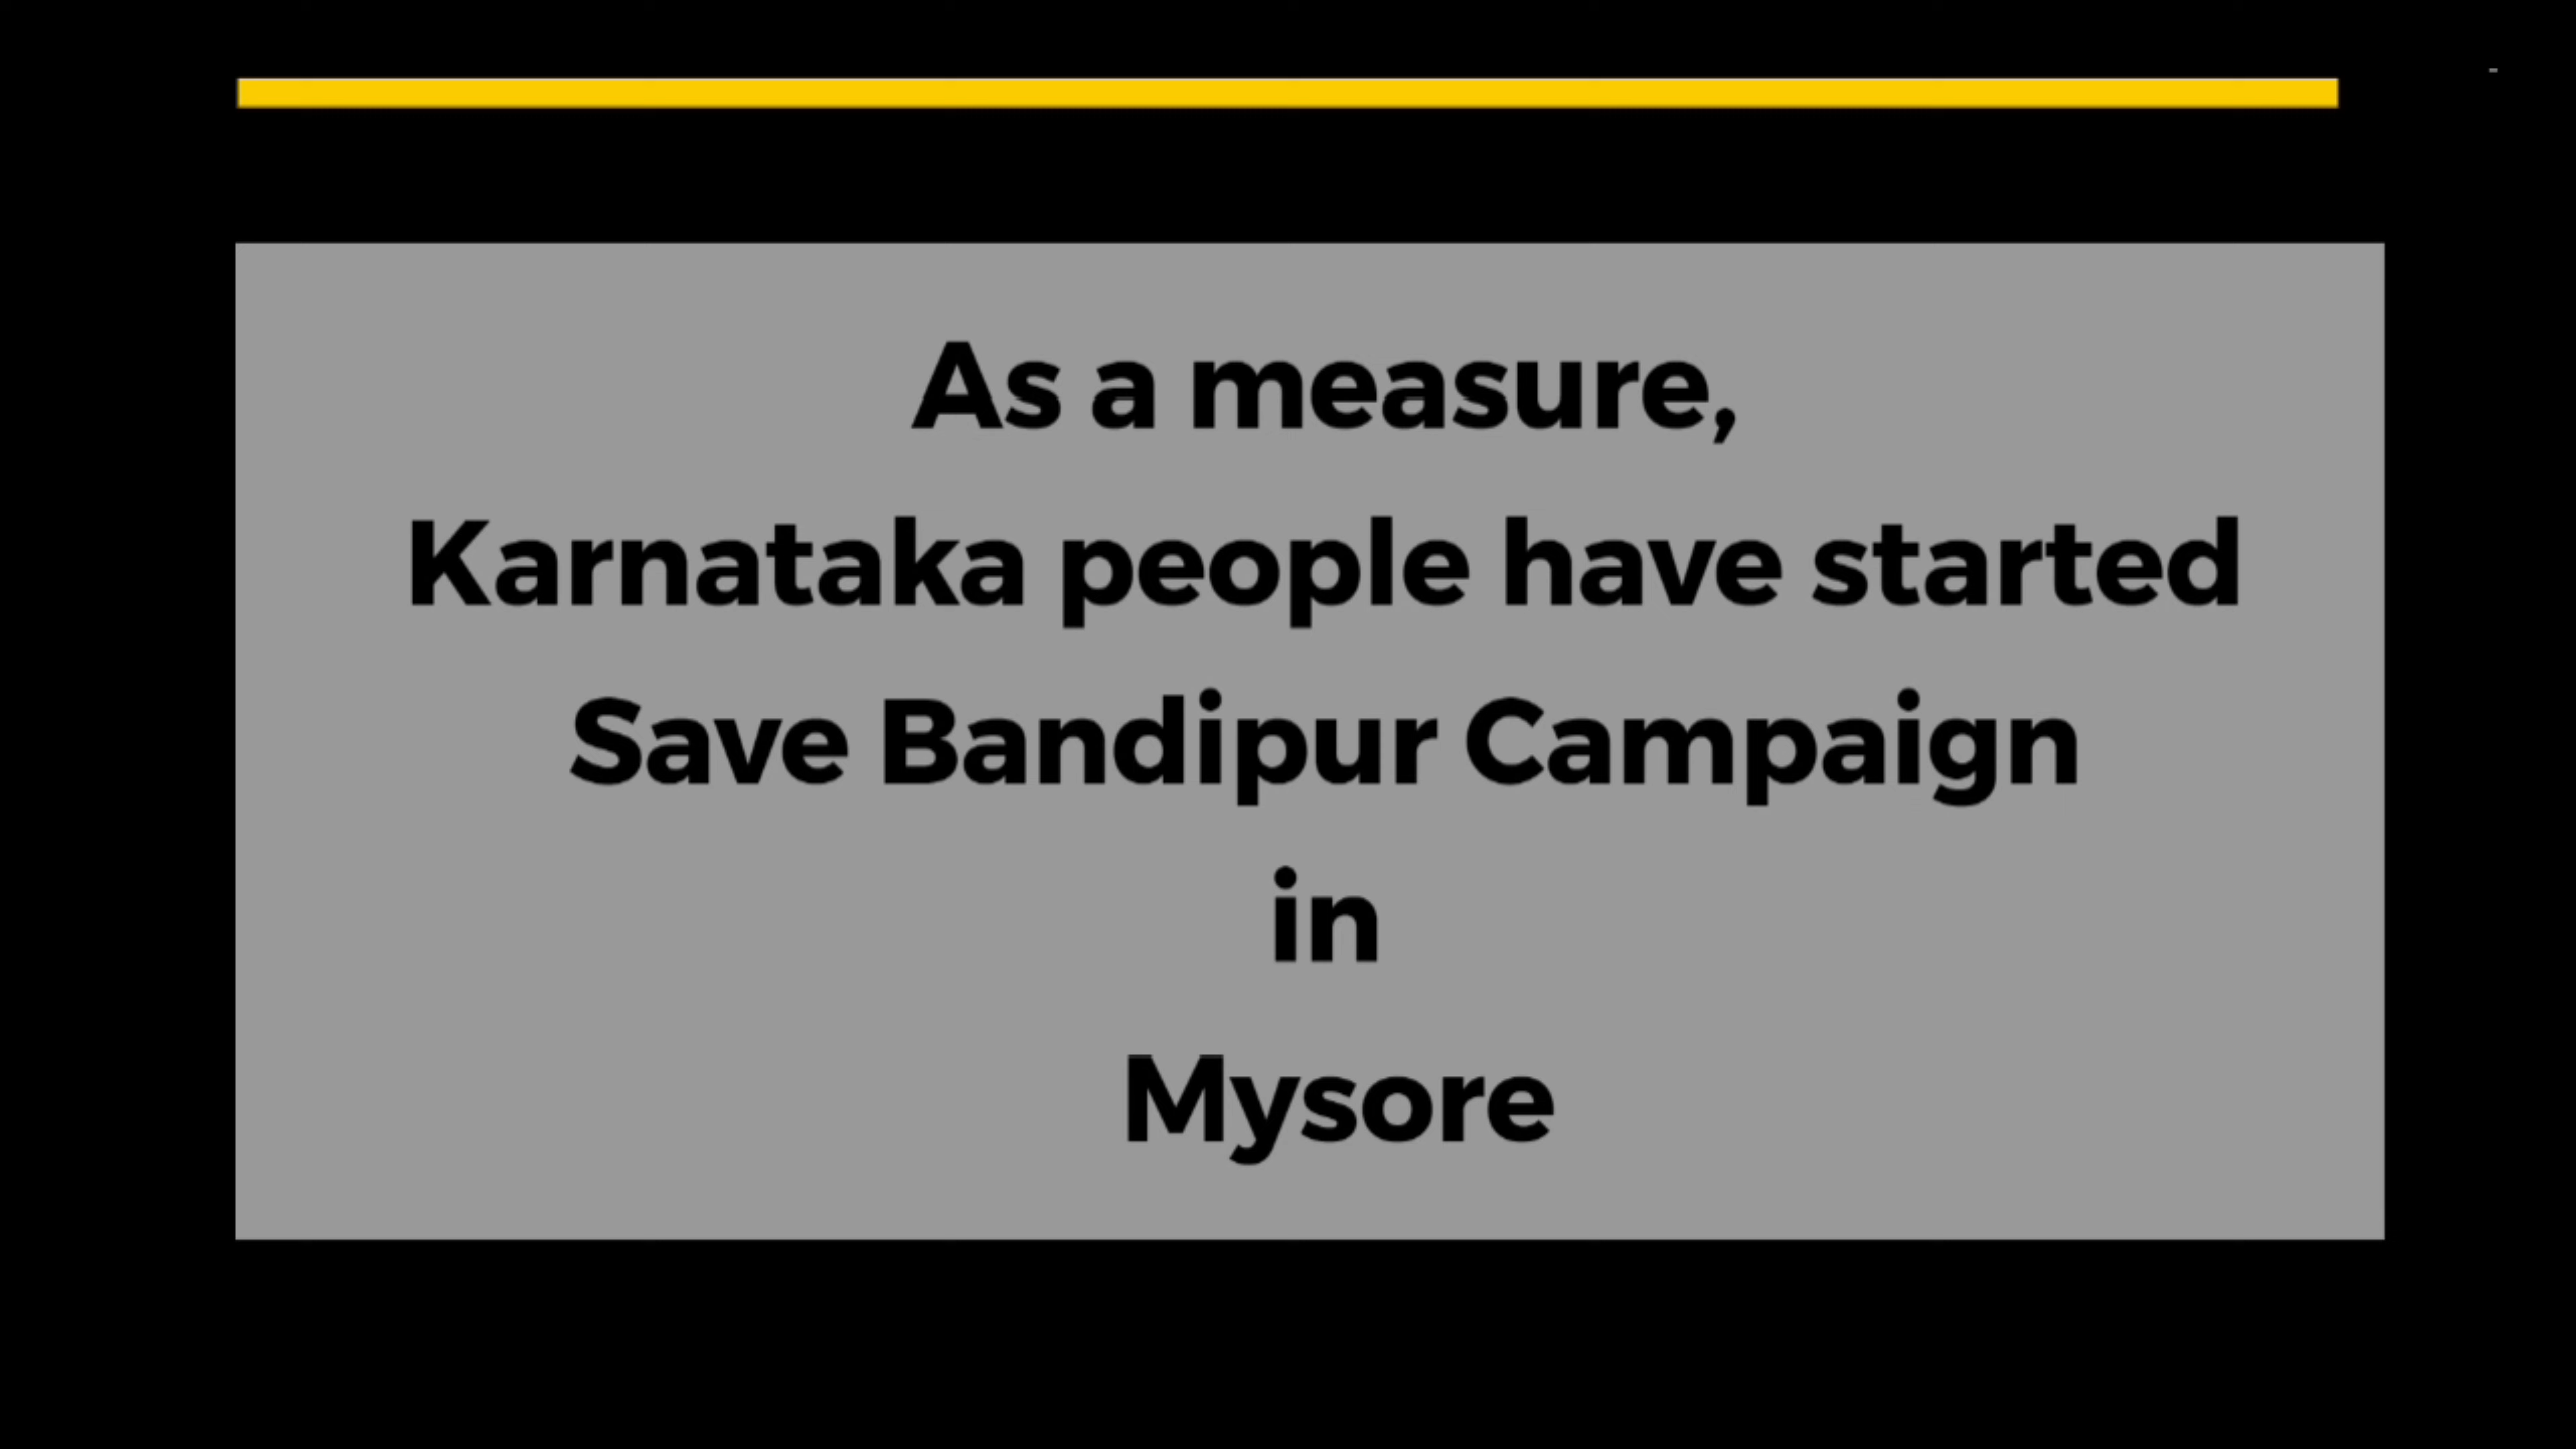 As a measure,
Karnataka people have started
Save Bandipur Campaign
in
Mysore